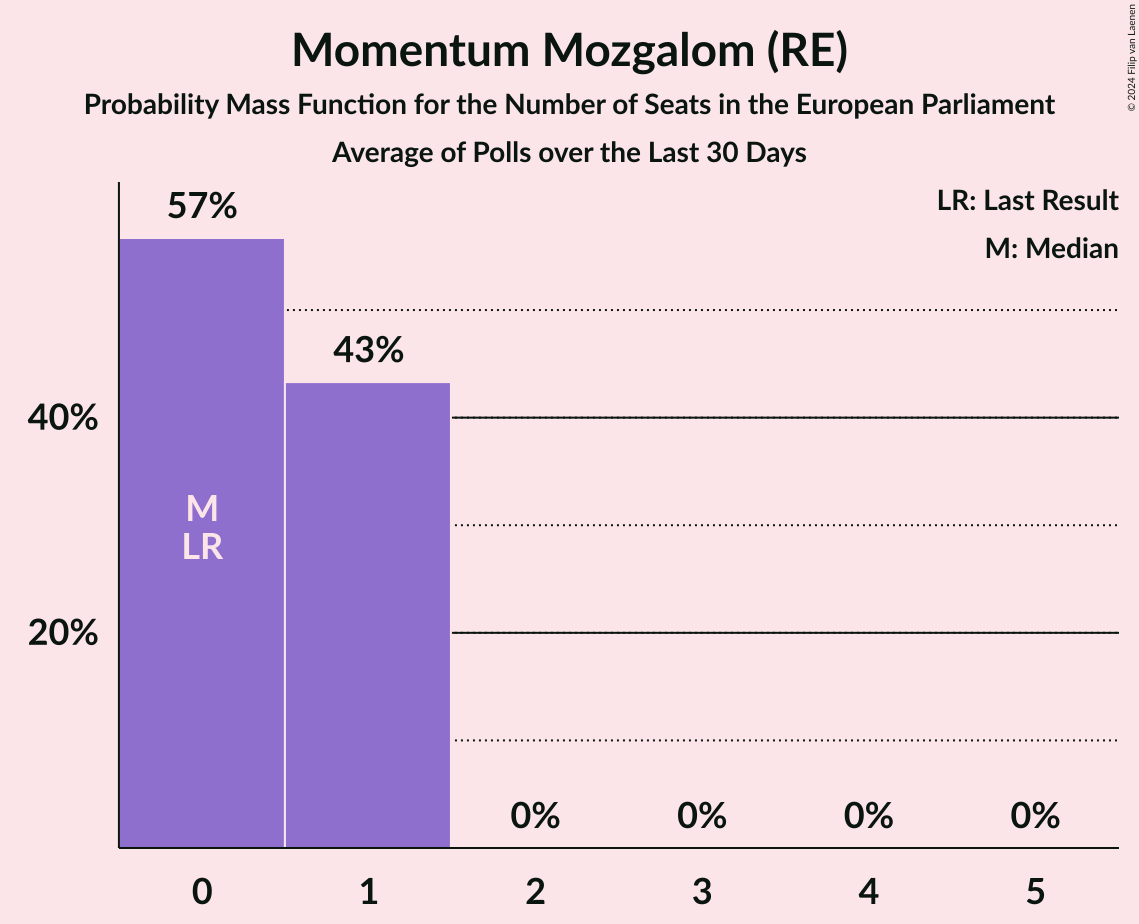 Momentum Mozgalom (RE)
Probability Mass Function for the Number of Seats in the European Parliament
Average of Polls over the Last 30 Days
© 2024 Filip van Laenen
LR: Last Result
M: Median
57%
43%
40%
20%
M
LR
0%
0%
0%
0%
0
1
2
3
4
5